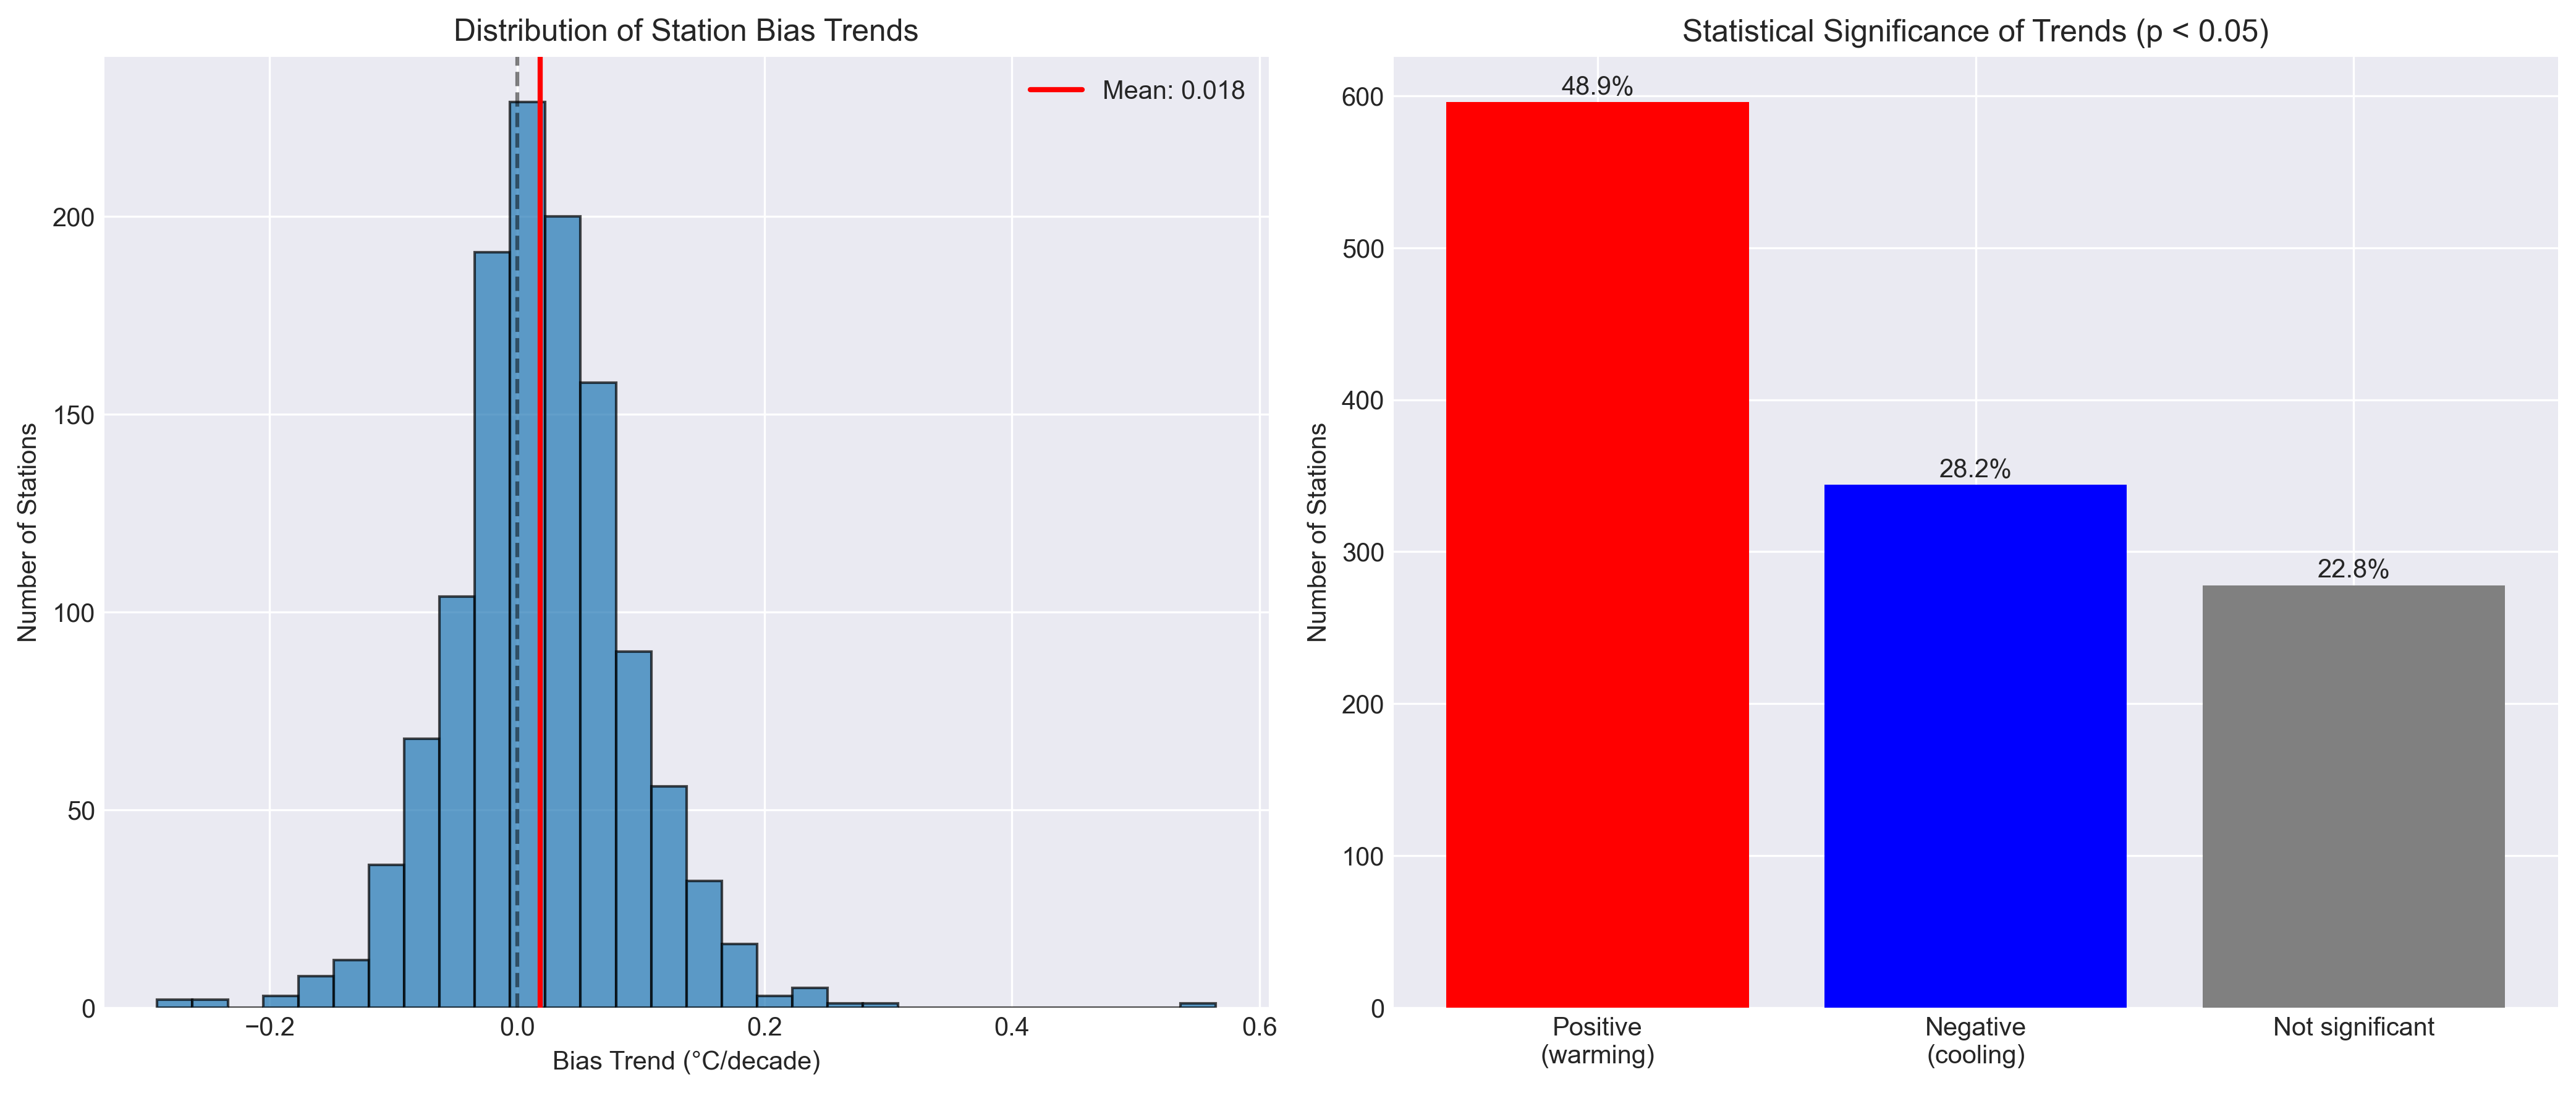 Distribution of Station Bias Trends
Mean: 0.018
Number of Stations
200
150
100
50
0
−0.2
0.0
0.2
0.4
0.6
Bias Trend (°C/decade)
Statistical Significance of Trends (p < 0.05)
Number of Stations
600
500
400
300
200
100
0
48.9%
28.2%
22.8%
Positive
(warming)
Negative
(cooling)
Not significant